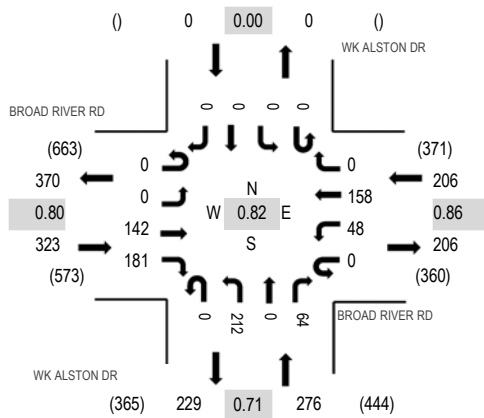 () 0 0.00 0 ()
WK ALSTON DR
BROAD RIVER RD
0 0 0 0
(663) 0 0 (371)
370 206
0 N 158
0.80 W 0.82 E 0.86
142 S 48
323 206
181 0
(573) (360)
0 212 0 64
BROAD RIVER RD
WK ALSTON DR
(365) 229 0.71 276 (444)